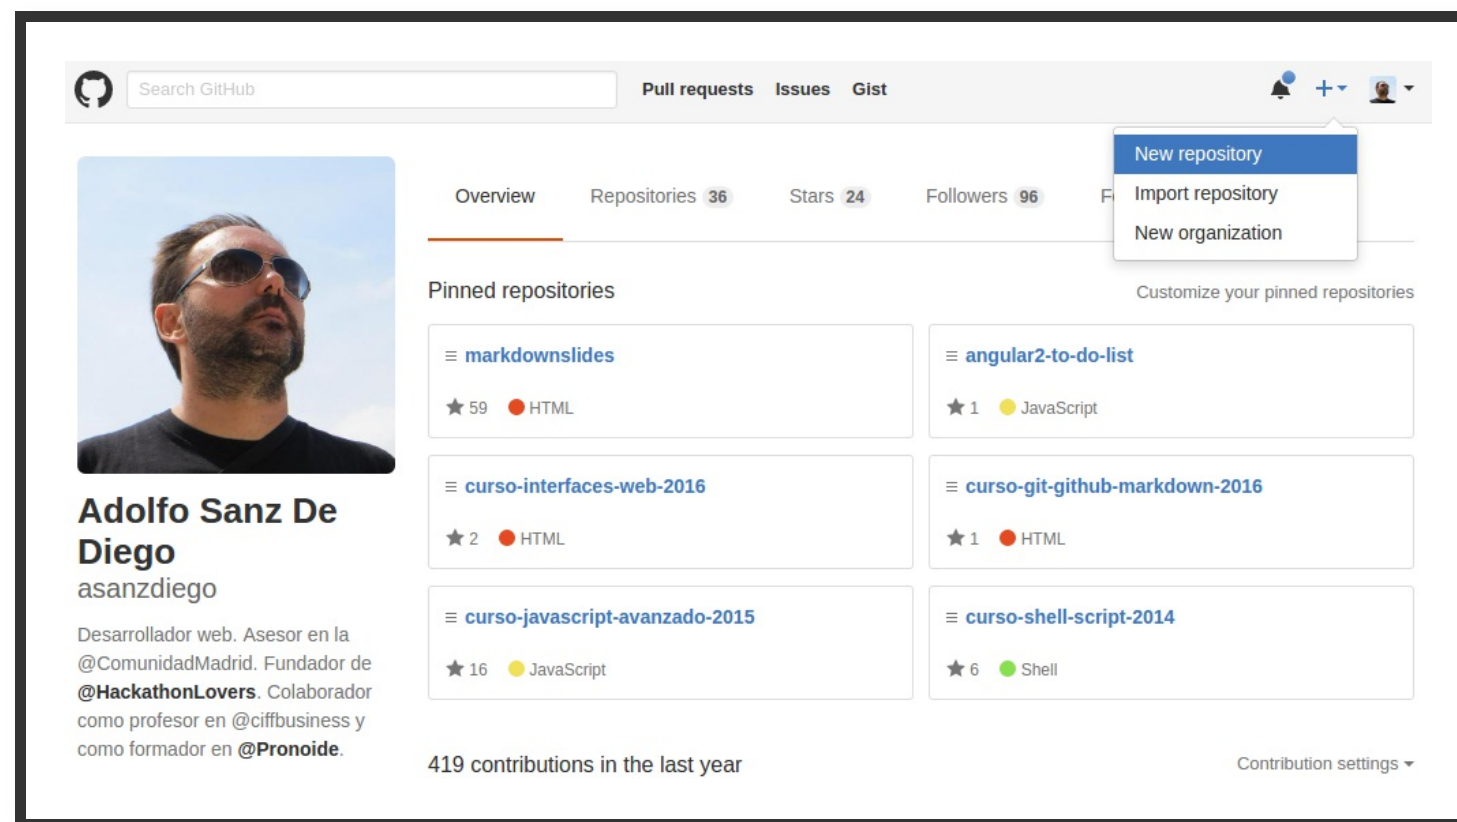 Search GitHub
Pull requests Issues Gist
New repository
Import repository
New organization
Overview Repositories 36 Stars 24 Followers 96
Pinned repositories
Customize your pinned repositories
markdownslides
59 HTML
angular2-to-do-list
1 JavaScript
curso-interfaces-web-2016
2 HTML
curso-git-github-markdown-2016
1 HTML
curso-javascript-avanzado-2015
16 JavaScript
curso-shell-script-2014
6 Shell
419 contributions in the last year
Contribution settings
Adolfo Sanz De
Diego
asanzdiego
Desarrollador web. Asesor en la
@ComunidadMadrid. Fundador de
@HackathonLovers. Colaborador
como profesor en @ciffbusiness y
como formador en @Pronoide.